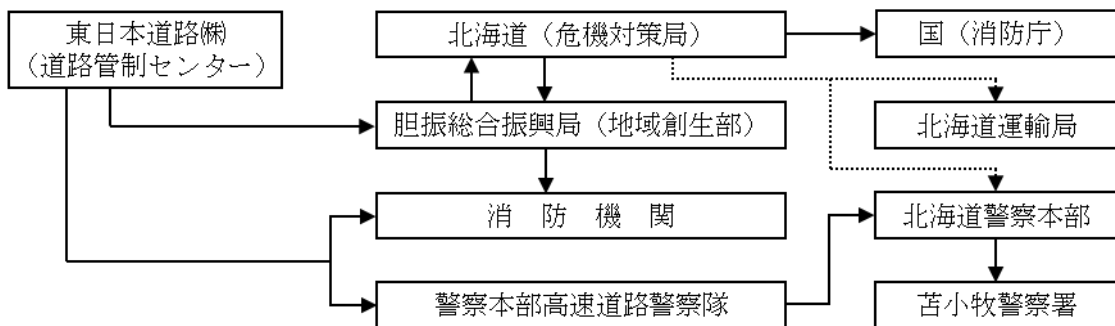 東日本道路㈱
（道路管制センター）
北海道（危機対策局）
国（消防庁）
胆振総合振興局（地域創生部）
北海道運輸局
消防機関
北海道警察本部
警察本部高速道路警察隊
苫小牧警察署